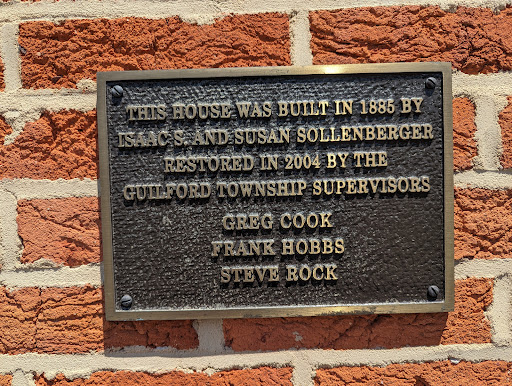 THIS HOUSE WAS BUILT IN 1885 BY
ISAAC S. AND SUSAN SOLLENBERGER
RESTORED IN 2004 BY THE
GUILFORD TOWNSHIP SUPERVISORS
GREG COOK
FRANK HOBBS
STEVE ROCK